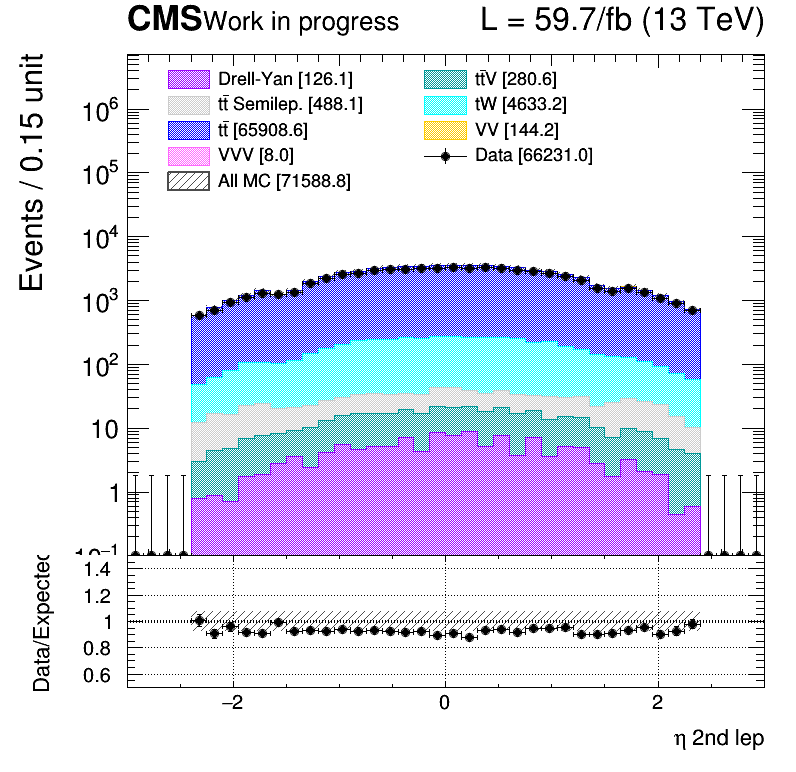 CMS Work in progress L = 59.7/fb (13 TeV)
Drell-Yan [126.1]
tt̄V [280.6]
tt̄ Semilep. [488.1]
tW [4633.2]
tt̄ [65908.6]
VV [144.2]
VVV [8.0]
Data [66231.0]
All MC [71588.8]
Events / 0.15 unit
10⁶
10⁵
10⁴
10³
10²
10
1
10⁻¹
Data/Expected
1.4
1.2
1
0.8
0.6
−2 0 2
η 2nd lep